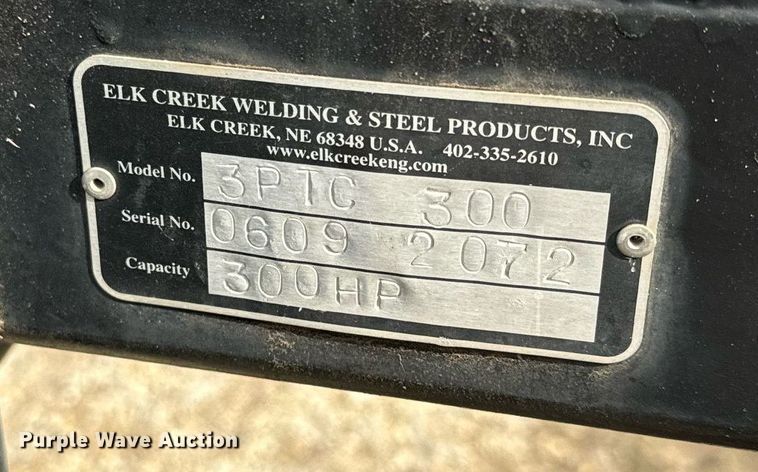 ELK CREEK WELDING & STEEL PRODUCTS, INC
ELK CREEK, NE 68348 U.S.A. 402-335-2610
www.elkcreekeng.com
Model No. 3PTC 300
Serial No. 0609 2072
Capacity 300HP
Purple Wave Auction